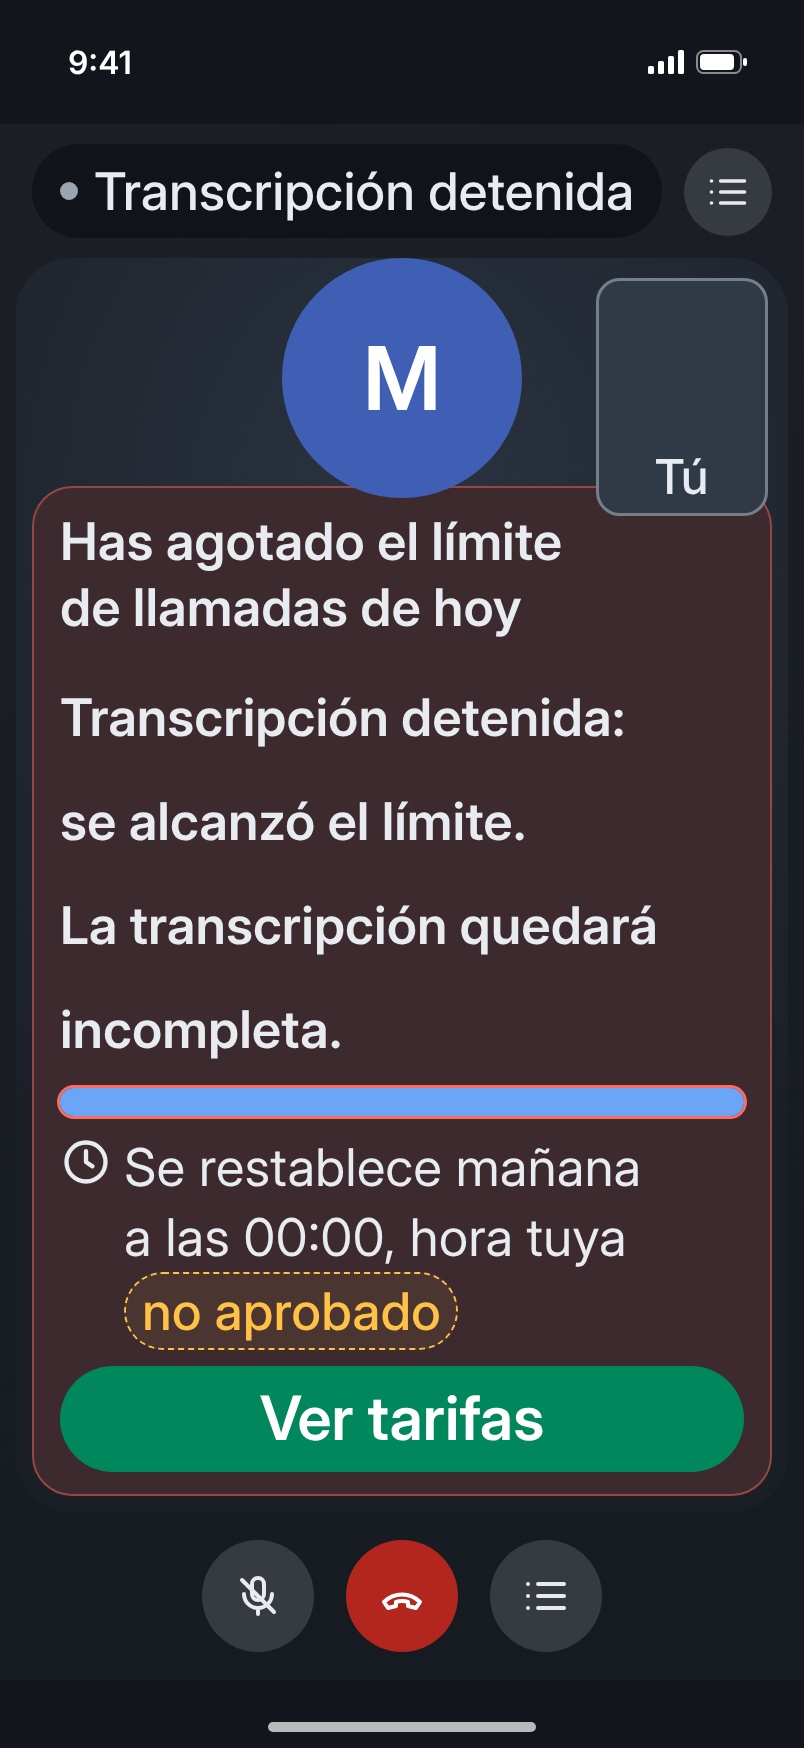 9:41
Transcripción detenida
M
Tú
Has agotado el límite
de llamadas de hoy
Transcripción detenida:
se alcanzó el límite.
La transcripción quedará
incompleta.
Se restablece mañana
a las 00:00, hora tuya
no aprobado
Ver tarifas